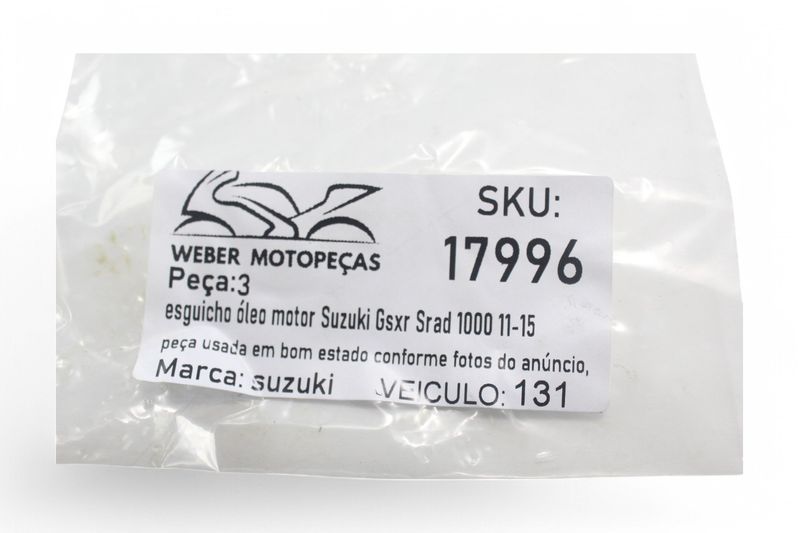 SKU:
17996
WEBER MOTOPEÇAS
Peça:3
esguicho óleo motor Suzuki Gsxr Srad 1000 11-15
peça usada em bom estado conforme fotos do anúncio,
Marca: suzuki VEICULO: 131